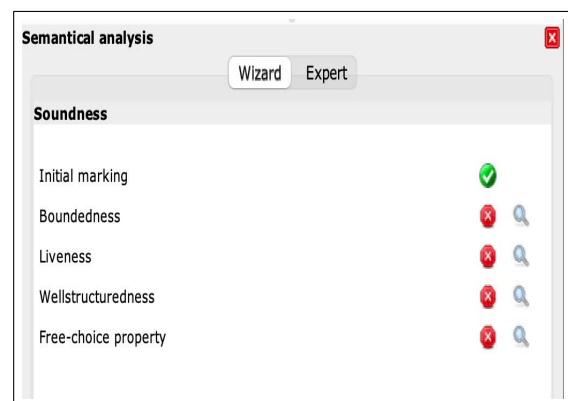 Semantical analysis
Wizard Expert
Soundness
Initial marking
Boundedness
Liveness
Wellstructuredness
Free-choice property